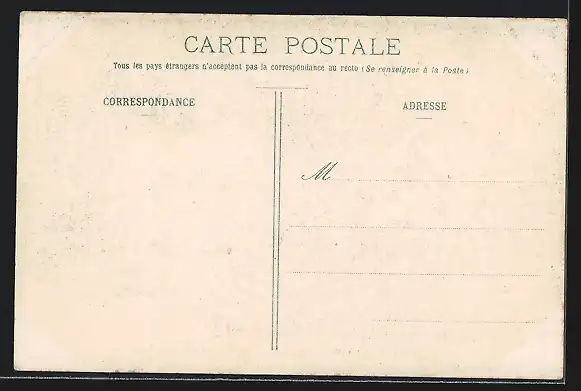 CARTE POSTALE
Tous les pays étrangers n'acceptent pas la correspondance au recto (Se renseigner à la Poste)
CORRESPONDANCE
ADRESSE
M